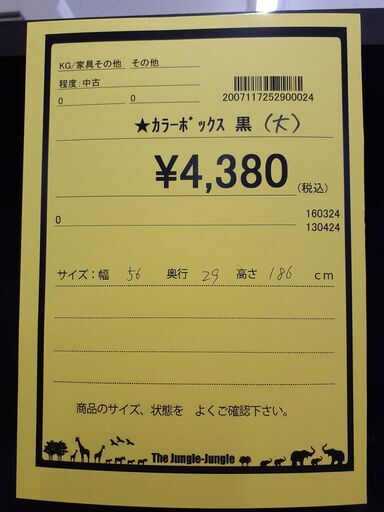 KG/家具その他 その他
程度:中古
0 0
2007117252900024
★ｶﾗｰﾎﾞｯｸｽ 黒 (大)
¥4,380 (税込)
0
160324
130424
サイズ:幅 56 奥行 29 高さ 186 cm
商品のサイズ、状態を よくご確認下さい。
The Jungle-Jungle